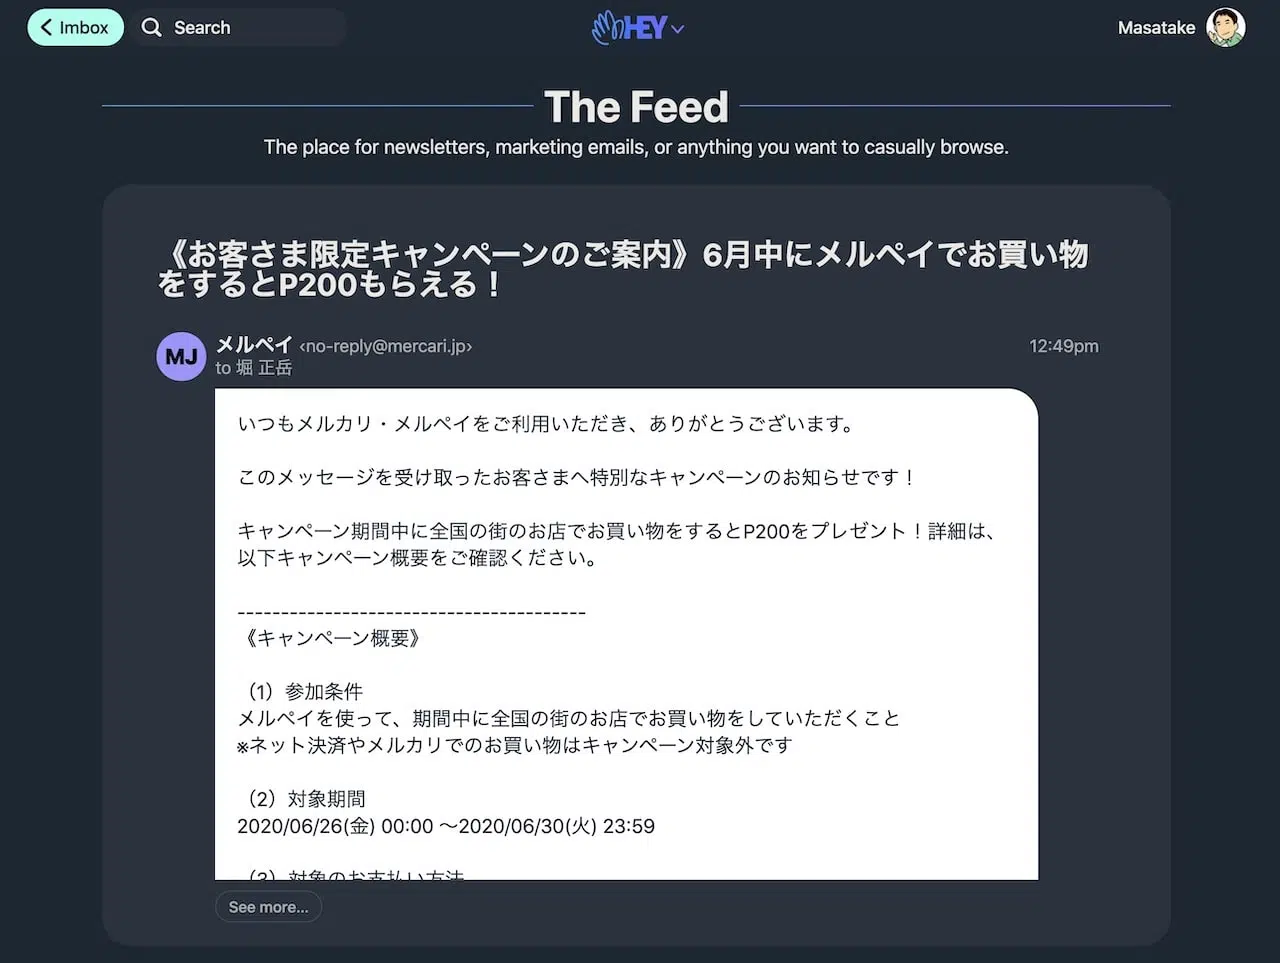 Imbox
Search
HEY
Masatake
The Feed
The place for newsletters, marketing emails, or anything you want to casually browse.
《お客さま限定キャンペーンのご案内》6月中にメルペイでお買い物
をするとP200もらえる！
MJ
メルペイ <no-reply@mercari.jp>
12:49pm
to 堀 正岳
いつもメルカリ・メルペイをご利用いただき、ありがとうございます。
このメッセージを受け取ったお客さまへ特別なキャンペーンのお知らせです！
キャンペーン期間中に全国の街のお店でお買い物をするとP200をプレゼント！詳細は、
以下キャンペーン概要をご確認ください。
----------------------------------------
《キャンペーン概要》
（1）参加条件
メルペイを使って、期間中に全国の街のお店でお買い物をしていただくこと
※ネット決済やメルカリでのお買い物はキャンペーン対象外です
（2）対象期間
2020/06/26(金) 00:00 〜2020/06/30(火) 23:59
（3）対象のお支払い方法
See more...